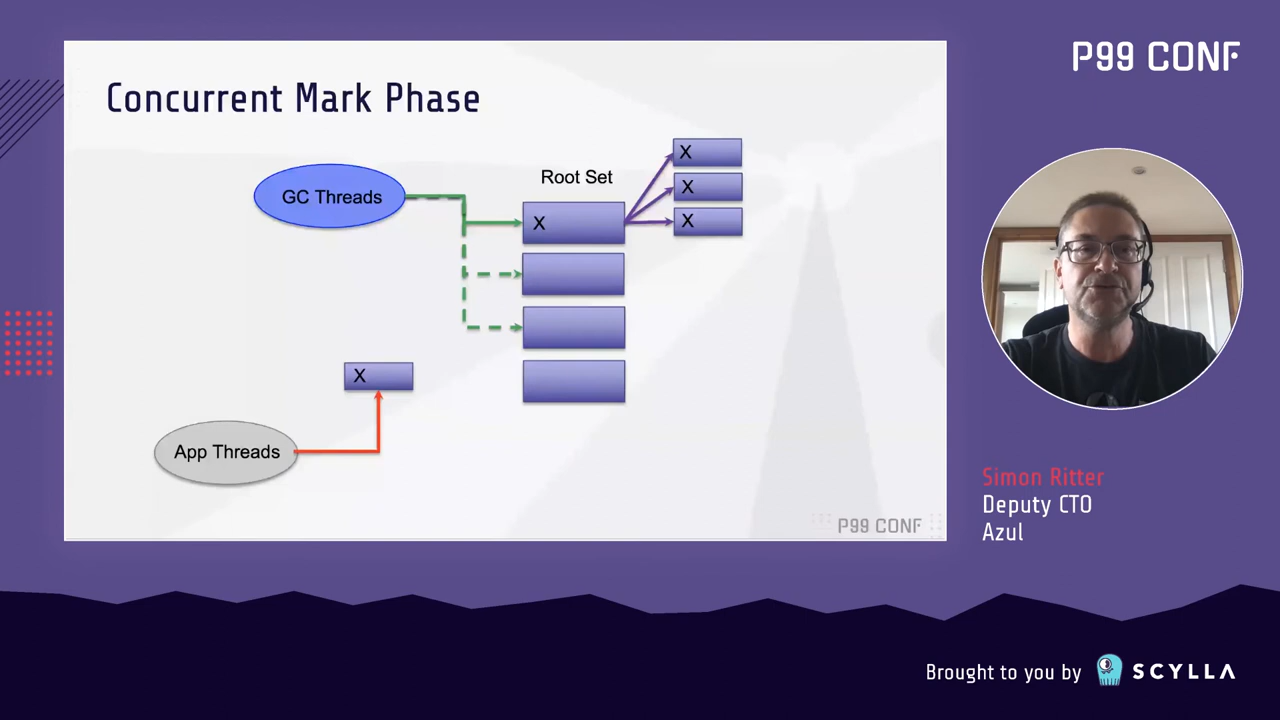 P99 CONF
Concurrent Mark Phase
GC Threads
Root Set
X
X
X
X
X
App Threads
P99 CONF
Simon Ritter
Deputy CTO
Azul
Brought to you by SCYLLA